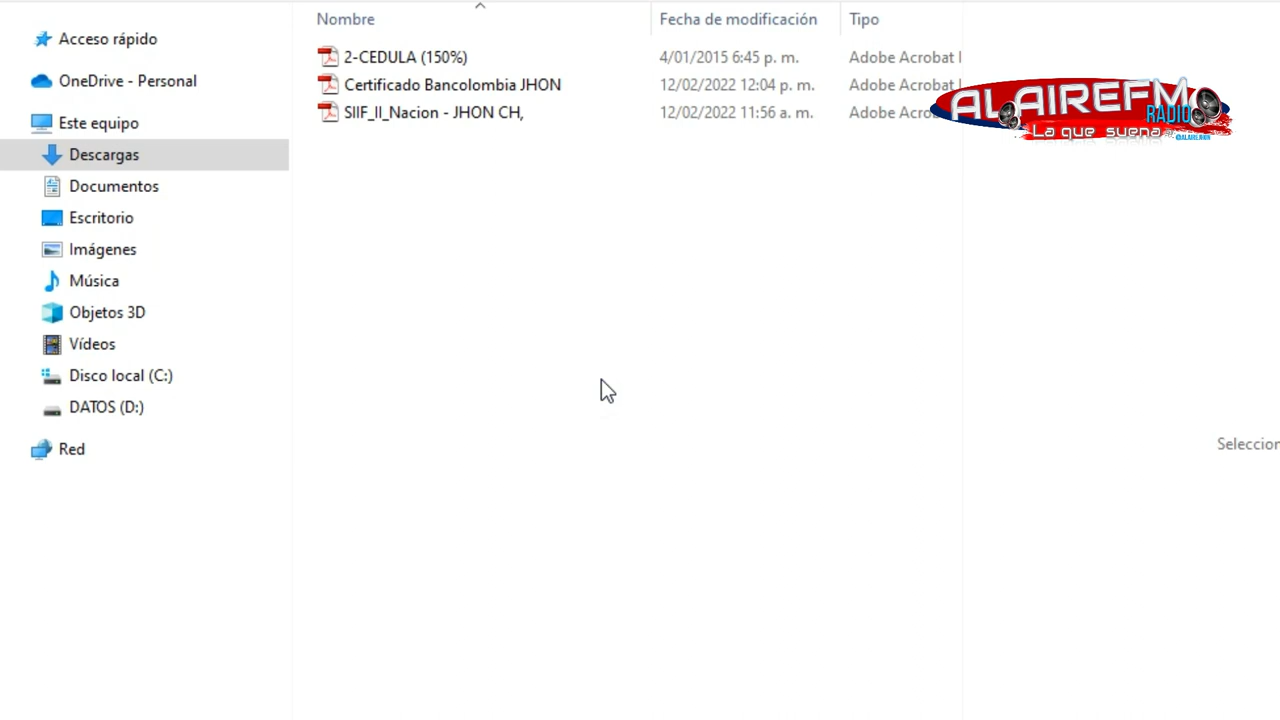 Nombre
Fecha de modificación
Tipo
Acceso rápido
OneDrive - Personal
Este equipo
Descargas
Documentos
Escritorio
Imágenes
Música
Objetos 3D
Vídeos
Disco local (C:)
DATOS (D:)
Red
2-CEDULA (150%) 4/01/2015 6:45 p. m. Adobe Acrobat
Certificado Bancolombia JHON 12/02/2022 12:04 p. m. Adobe Acrobat
SIIF_II_Nacion - JHON CH, 12/02/2022 11:56 a. m. Adobe Acro
ALAIREFM
RADIO
La que suena
Seleccion